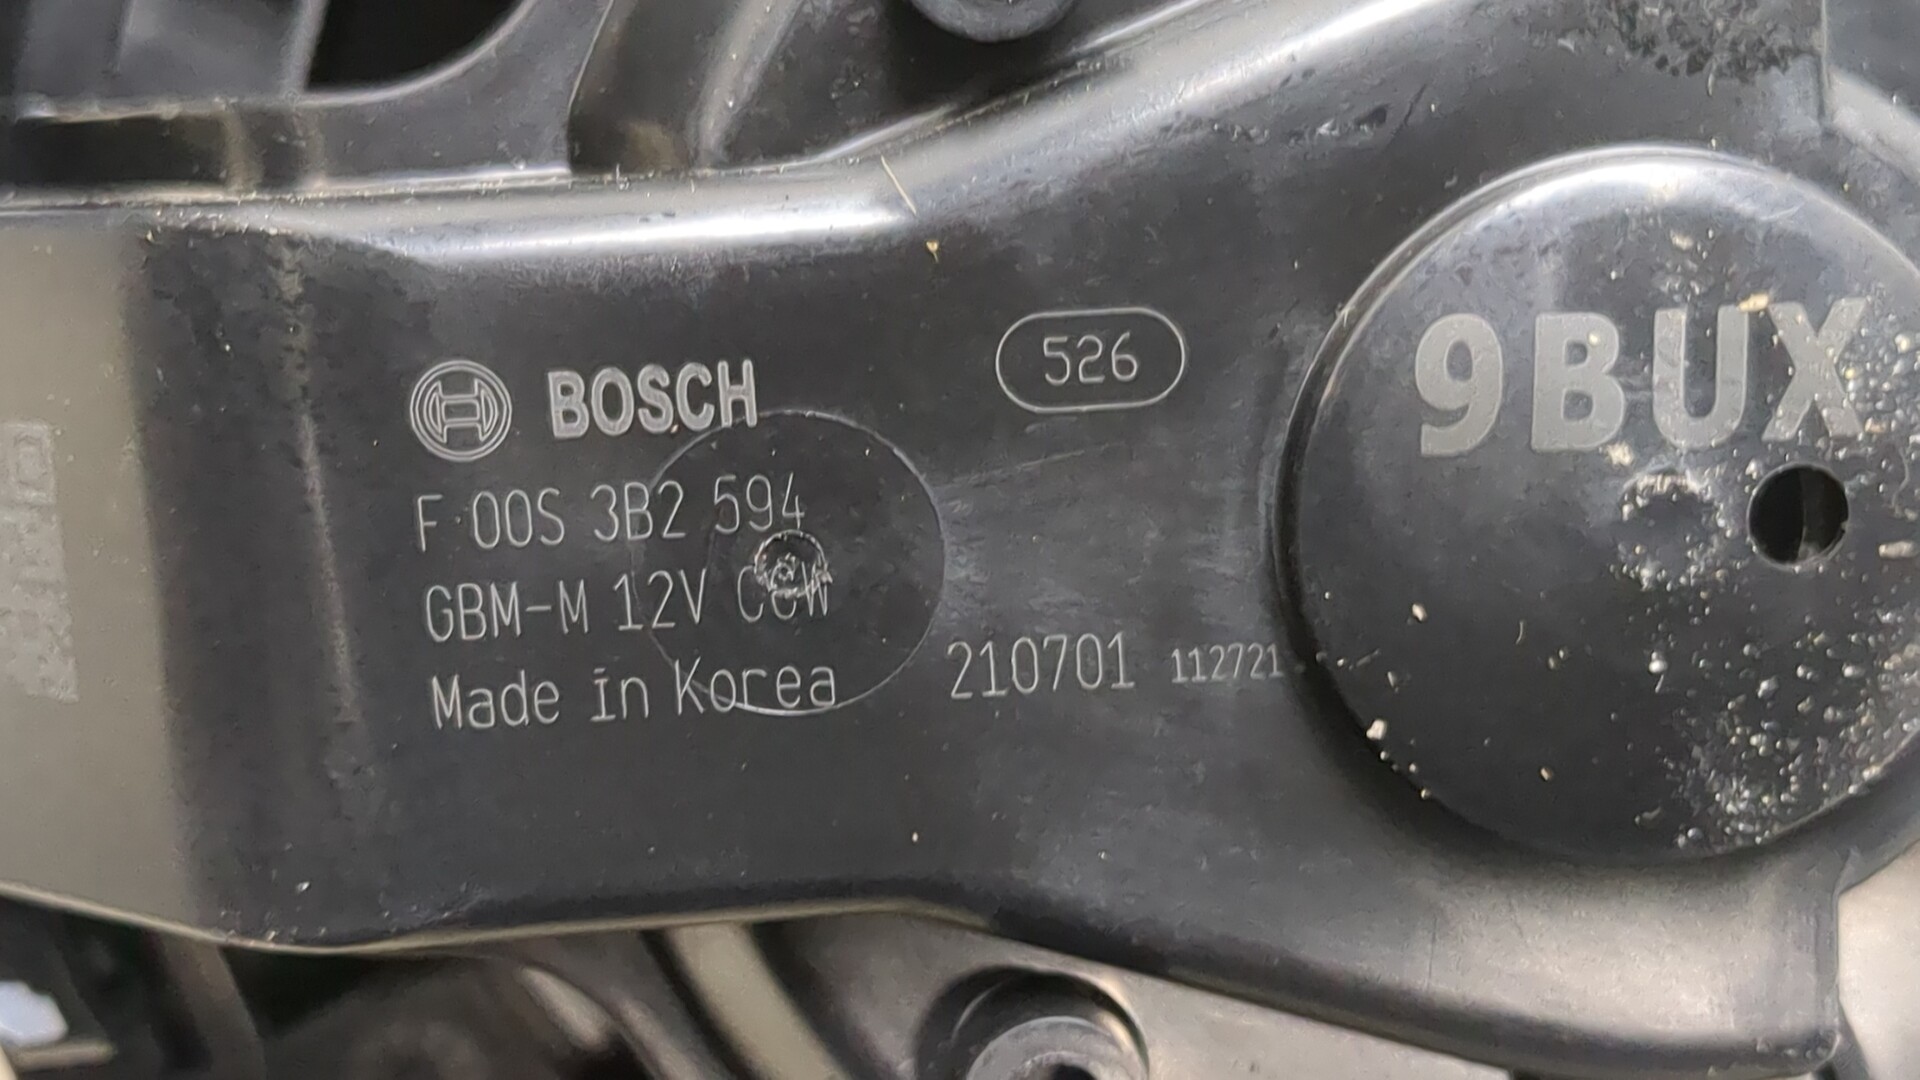 BOSCH
526
9BUX
F 00S 3B2 594
GBM-M 12V CCW
Made in Korea
210701 112721